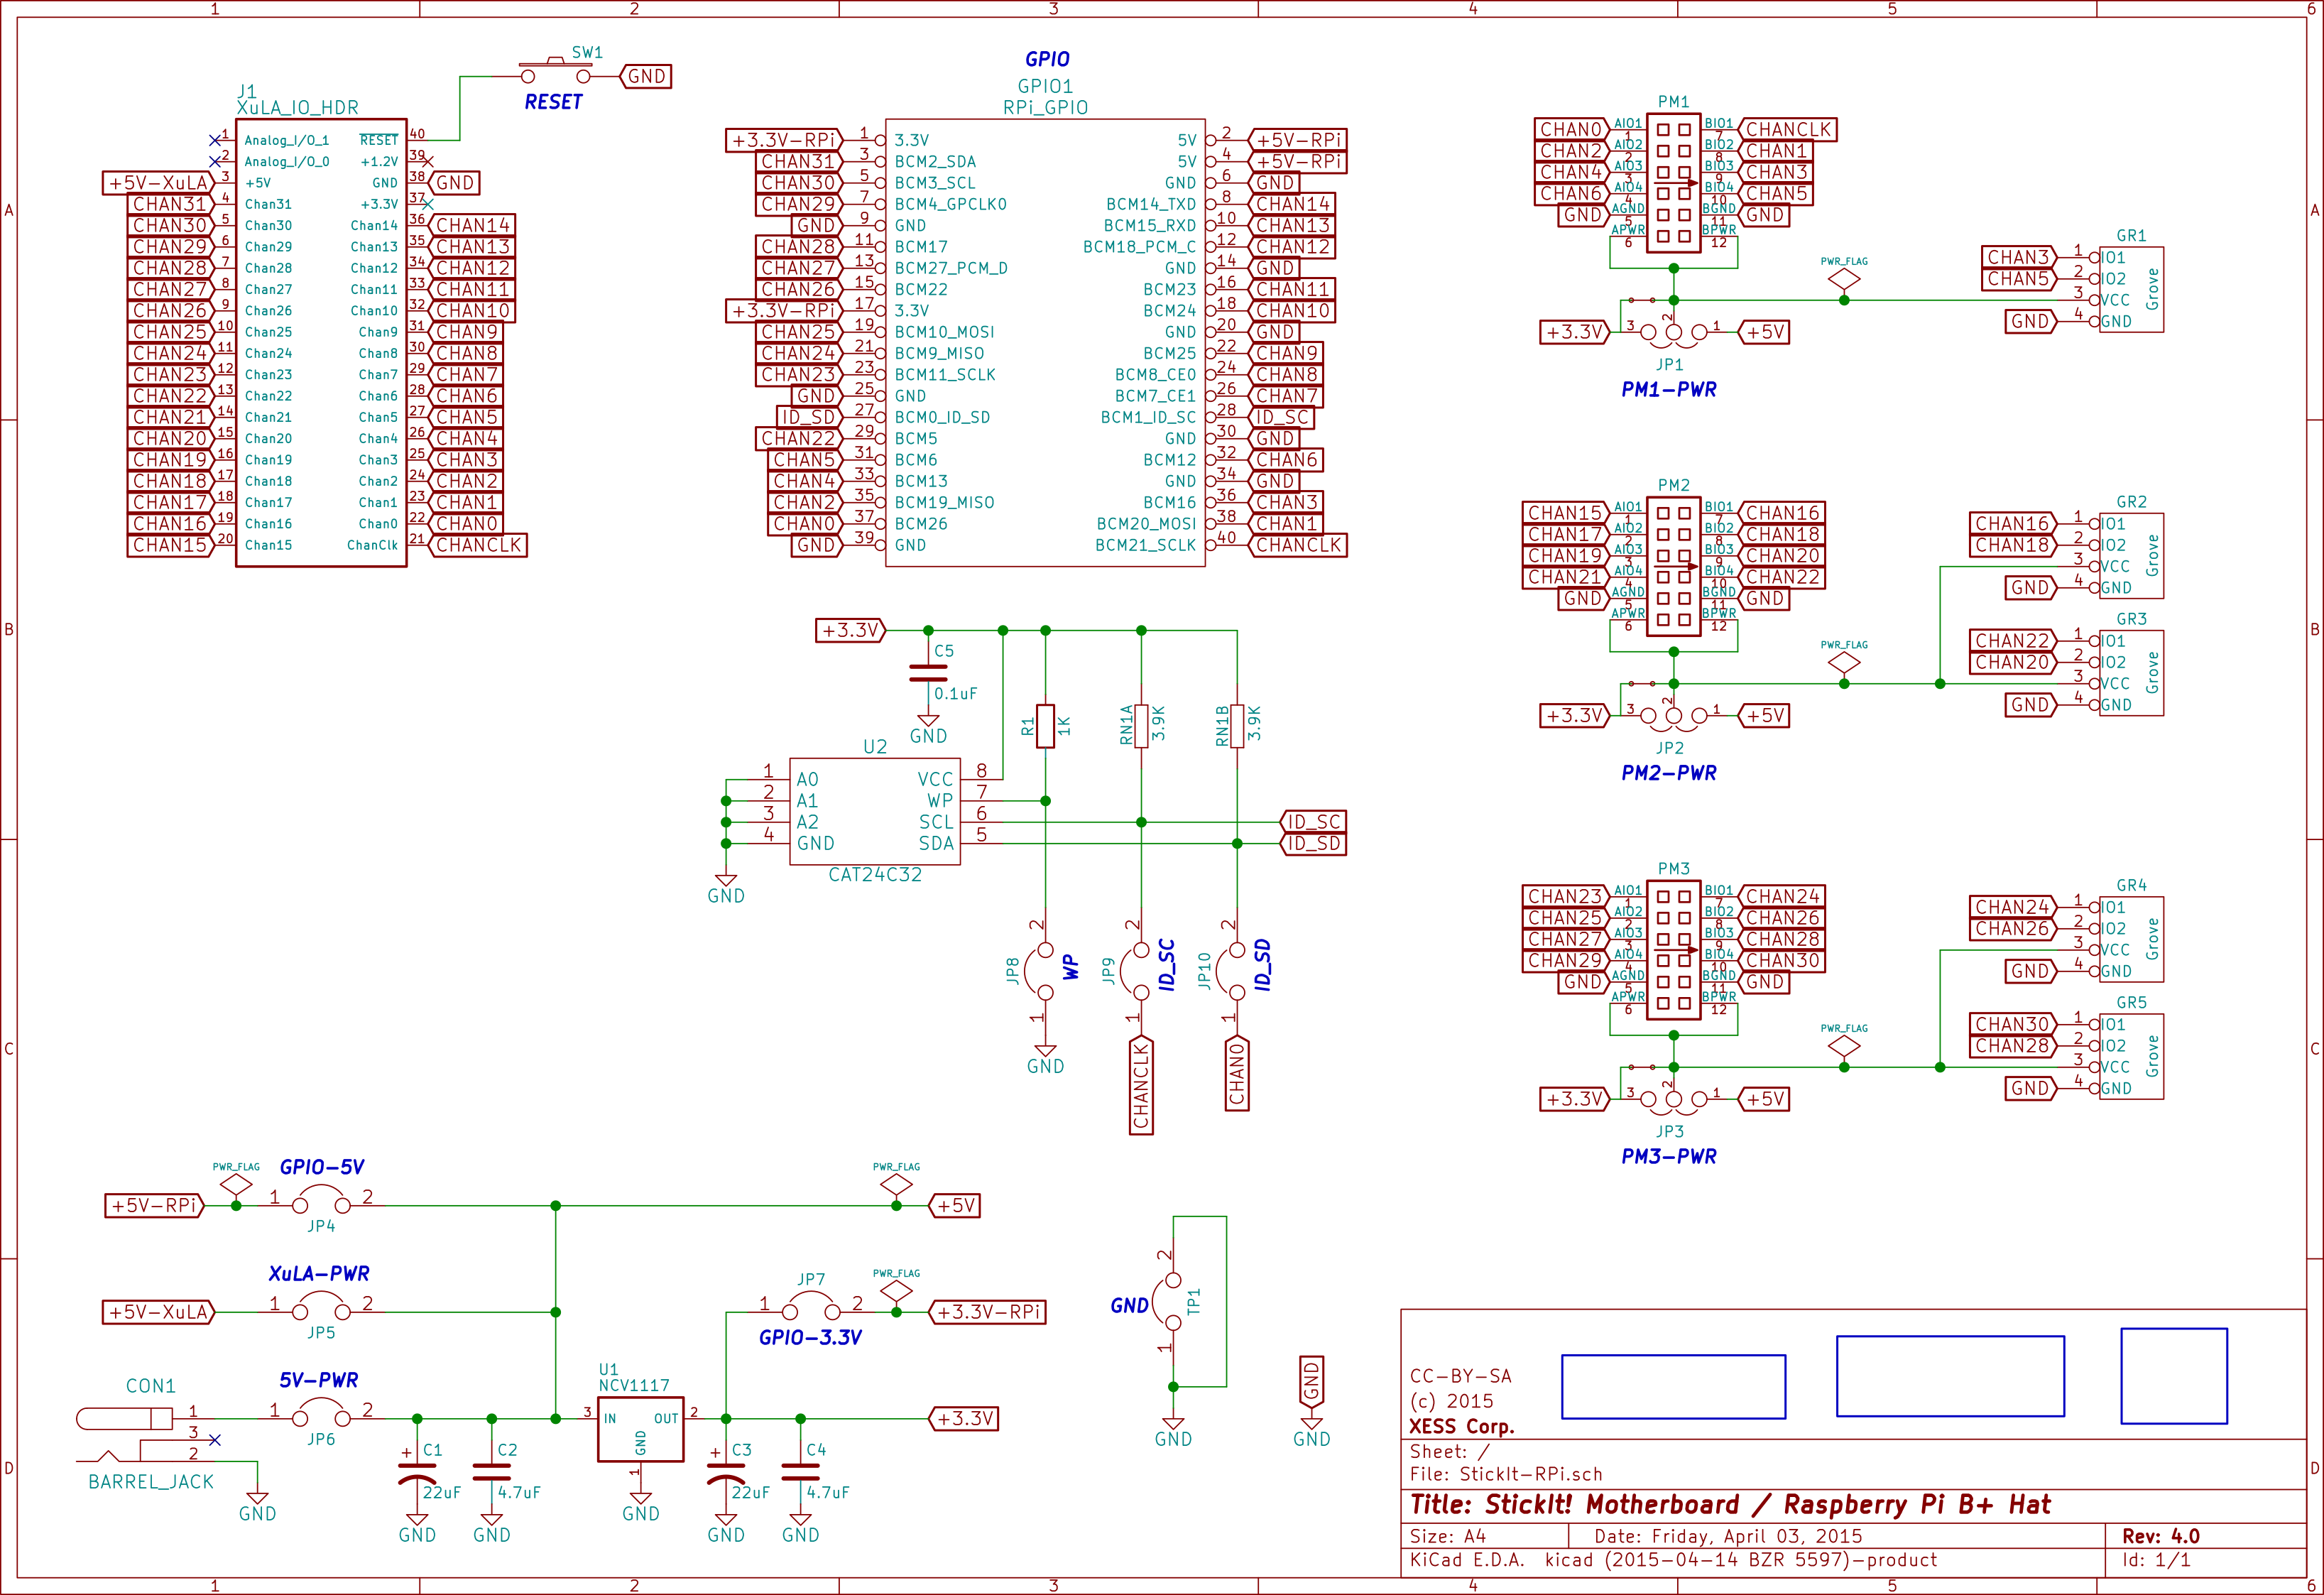 1 2 3 4 5 6
A
B
C
D
SW1
GND
RESET
J1
XuLA_IO_HDR
1 Analog_I/O_1 RESET 40
2 Analog_I/O_0 +1.2V 39
+5V-XuLA 3 +5V GND 38 GND
CHAN31 4 Chan31 +3.3V 37
CHAN30 5 Chan30 Chan14 36 CHAN14
CHAN29 6 Chan29 Chan13 35 CHAN13
CHAN28 7 Chan28 Chan12 34 CHAN12
CHAN27 8 Chan27 Chan11 33 CHAN11
CHAN26 9 Chan26 Chan10 32 CHAN10
CHAN25 10 Chan25 Chan9 31 CHAN9
CHAN24 11 Chan24 Chan8 30 CHAN8
CHAN23 12 Chan23 Chan7 29 CHAN7
CHAN22 13 Chan22 Chan6 28 CHAN6
CHAN21 14 Chan21 Chan5 27 CHAN5
CHAN20 15 Chan20 Chan4 26 CHAN4
CHAN19 16 Chan19 Chan3 25 CHAN3
CHAN18 17 Chan18 Chan2 24 CHAN2
CHAN17 18 Chan17 Chan1 23 CHAN1
CHAN16 19 Chan16 Chan0 22 CHAN0
CHAN15 20 Chan15 ChanClk 21 CHANCLK
GPIO
GPIO1
RPi_GPIO
+3.3V-RPi 1 3.3V 5V 2 +5V-RPi
CHAN31 3 BCM2_SDA 5V 4 +5V-RPi
CHAN30 5 BCM3_SCL GND 6 GND
CHAN29 7 BCM4_GPCLK0 BCM14_TXD 8 CHAN14
GND 9 GND BCM15_RXD 10 CHAN13
CHAN28 11 BCM17 BCM18_PCM_C 12 CHAN12
CHAN27 13 BCM27_PCM_D GND 14 GND
CHAN26 15 BCM22 BCM23 16 CHAN11
+3.3V-RPi 17 3.3V BCM24 18 CHAN10
CHAN25 19 BCM10_MOSI GND 20 GND
CHAN24 21 BCM9_MISO BCM25 22 CHAN9
CHAN23 23 BCM11_SCLK BCM8_CE0 24 CHAN8
GND 25 GND BCM7_CE1 26 CHAN7
ID_SD 27 BCM0_ID_SD BCM1_ID_SC 28 ID_SC
CHAN22 29 BCM5 GND 30 GND
CHAN5 31 BCM6 BCM12 32 CHAN6
CHAN4 33 BCM13 GND 34 GND
CHAN2 35 BCM19_MISO BCM16 36 CHAN3
CHAN0 37 BCM26 BCM20_MOSI 38 CHAN1
GND 39 GND BCM21_SCLK 40 CHANCLK
PM1
CHAN0 AIO1 1 BIO1 7 CHANCLK
CHAN2 AIO2 2 BIO2 8 CHAN1
CHAN4 AIO3 3 BIO3 9 CHAN3
CHAN6 AIO4 4 BIO4 10 CHAN5
GND AGND 5 BGND 11 GND
APWR 6 BPWR 12
PWR_FLAG
+3.3V 3 2 1 +5V
JP1
PM1-PWR
GR1
CHAN3 1 IO1
CHAN5 2 IO2
3 VCC
GND 4 GND
Grove
PM2
CHAN15 AIO1 1 BIO1 7 CHAN16
CHAN17 AIO2 2 BIO2 8 CHAN18
CHAN19 AIO3 3 BIO3 9 CHAN20
CHAN21 AIO4 4 BIO4 10 CHAN22
GND AGND 5 BGND 11 GND
APWR 6 BPWR 12
PWR_FLAG
+3.3V 3 2 1 +5V
JP2
PM2-PWR
GR2
CHAN16 1 IO1
CHAN18 2 IO2
3 VCC
GND 4 GND
Grove
GR3
CHAN22 1 IO1
CHAN20 2 IO2
3 VCC
GND 4 GND
Grove
PM3
CHAN23 AIO1 1 BIO1 7 CHAN24
CHAN25 AIO2 2 BIO2 8 CHAN26
CHAN27 AIO3 3 BIO3 9 CHAN28
CHAN29 AIO4 4 BIO4 10 CHAN30
GND AGND 5 BGND 11 GND
APWR 6 BPWR 12
PWR_FLAG
+3.3V 3 2 1 +5V
JP3
PM3-PWR
GR4
CHAN24 1 IO1
CHAN26 2 IO2
3 VCC
GND 4 GND
Grove
GR5
CHAN30 1 IO1
CHAN28 2 IO2
3 VCC
GND 4 GND
Grove
+3.3V
C5
0.1uF
GND
R1 1K
RN1A 3.9K
RN1B 3.9K
U2
1 A0 VCC 8
2 A1 WP 7
3 A2 SCL 6 ID_SC
4 GND SDA 5 ID_SD
CAT24C32
GND
2 JP8 WP 1
GND
2 JP9 ID_SC 1
CHANCLK
2 JP10 ID_SD 1
CHAN0
PWR_FLAG GPIO-5V PWR_FLAG
+5V-RPi 1 2 +5V
JP4
XuLA-PWR
+5V-XuLA 1 2
JP5
JP7 PWR_FLAG
1 2 +3.3V-RPi
GPIO-3.3V
CON1
5V-PWR
1 3 2
BARREL_JACK
GND
1 2
JP6
U1
NCV1117
3 IN OUT 2 +3.3V
GND
1
GND
+ C1
22uF
GND
C2
4.7uF
GND
+ C3
22uF
GND
C4
4.7uF
GND
2
GND TP1
1
GND
GND
GND
CC-BY-SA
(c) 2015
XESS Corp.
Sheet: /
File: StickIt-RPi.sch
Title: StickIt! Motherboard / Raspberry Pi B+ Hat
Size: A4 Date: Friday, April 03, 2015 Rev: 4.0
KiCad E.D.A. kicad (2015-04-14 BZR 5597)-product Id: 1/1
1 2 3 4 5 6
A
B
C
D